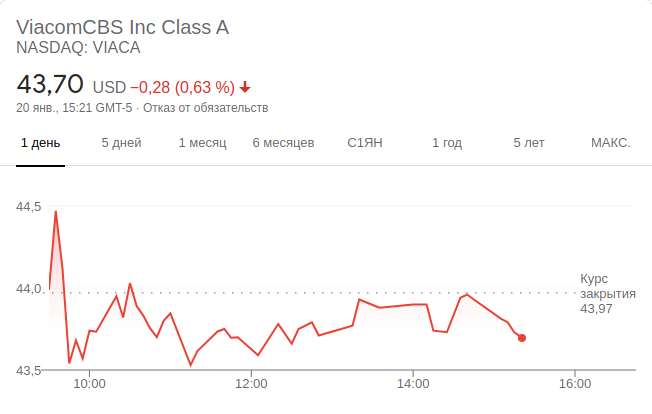 ViacomCBS Inc Class A
NASDAQ: VIACA
43,70 USD −0,28 (0,63 %)
20 янв., 15:21 GMT-5 · Отказ от обязательств
1 день 5 дней 1 месяц 6 месяцев С1ЯН 1 год 5 лет МАКС.
44,5
44,0
43,5
Курс
закрытия
43,97
10:00 12:00 14:00 16:00